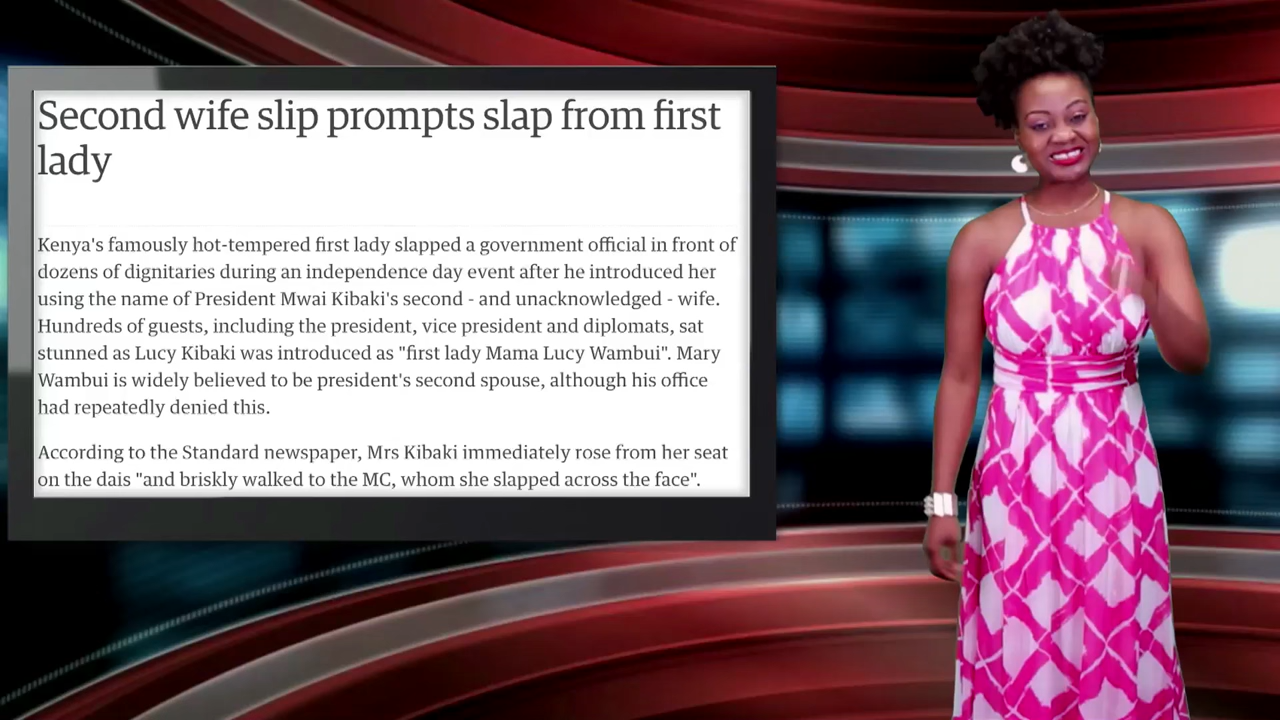 Second wife slip prompts slap from first
lady
Kenya's famously hot-tempered first lady slapped a government official in front of
dozens of dignitaries during an independence day event after he introduced her
using the name of President Mwai Kibaki's second - and unacknowledged - wife.
Hundreds of guests, including the president, vice president and diplomats, sat
stunned as Lucy Kibaki was introduced as "first lady Mama Lucy Wambui". Mary
Wambui is widely believed to be president's second spouse, although his office
had repeatedly denied this.
According to the Standard newspaper, Mrs Kibaki immediately rose from her seat
on the dais "and briskly walked to the MC, whom she slapped across the face".